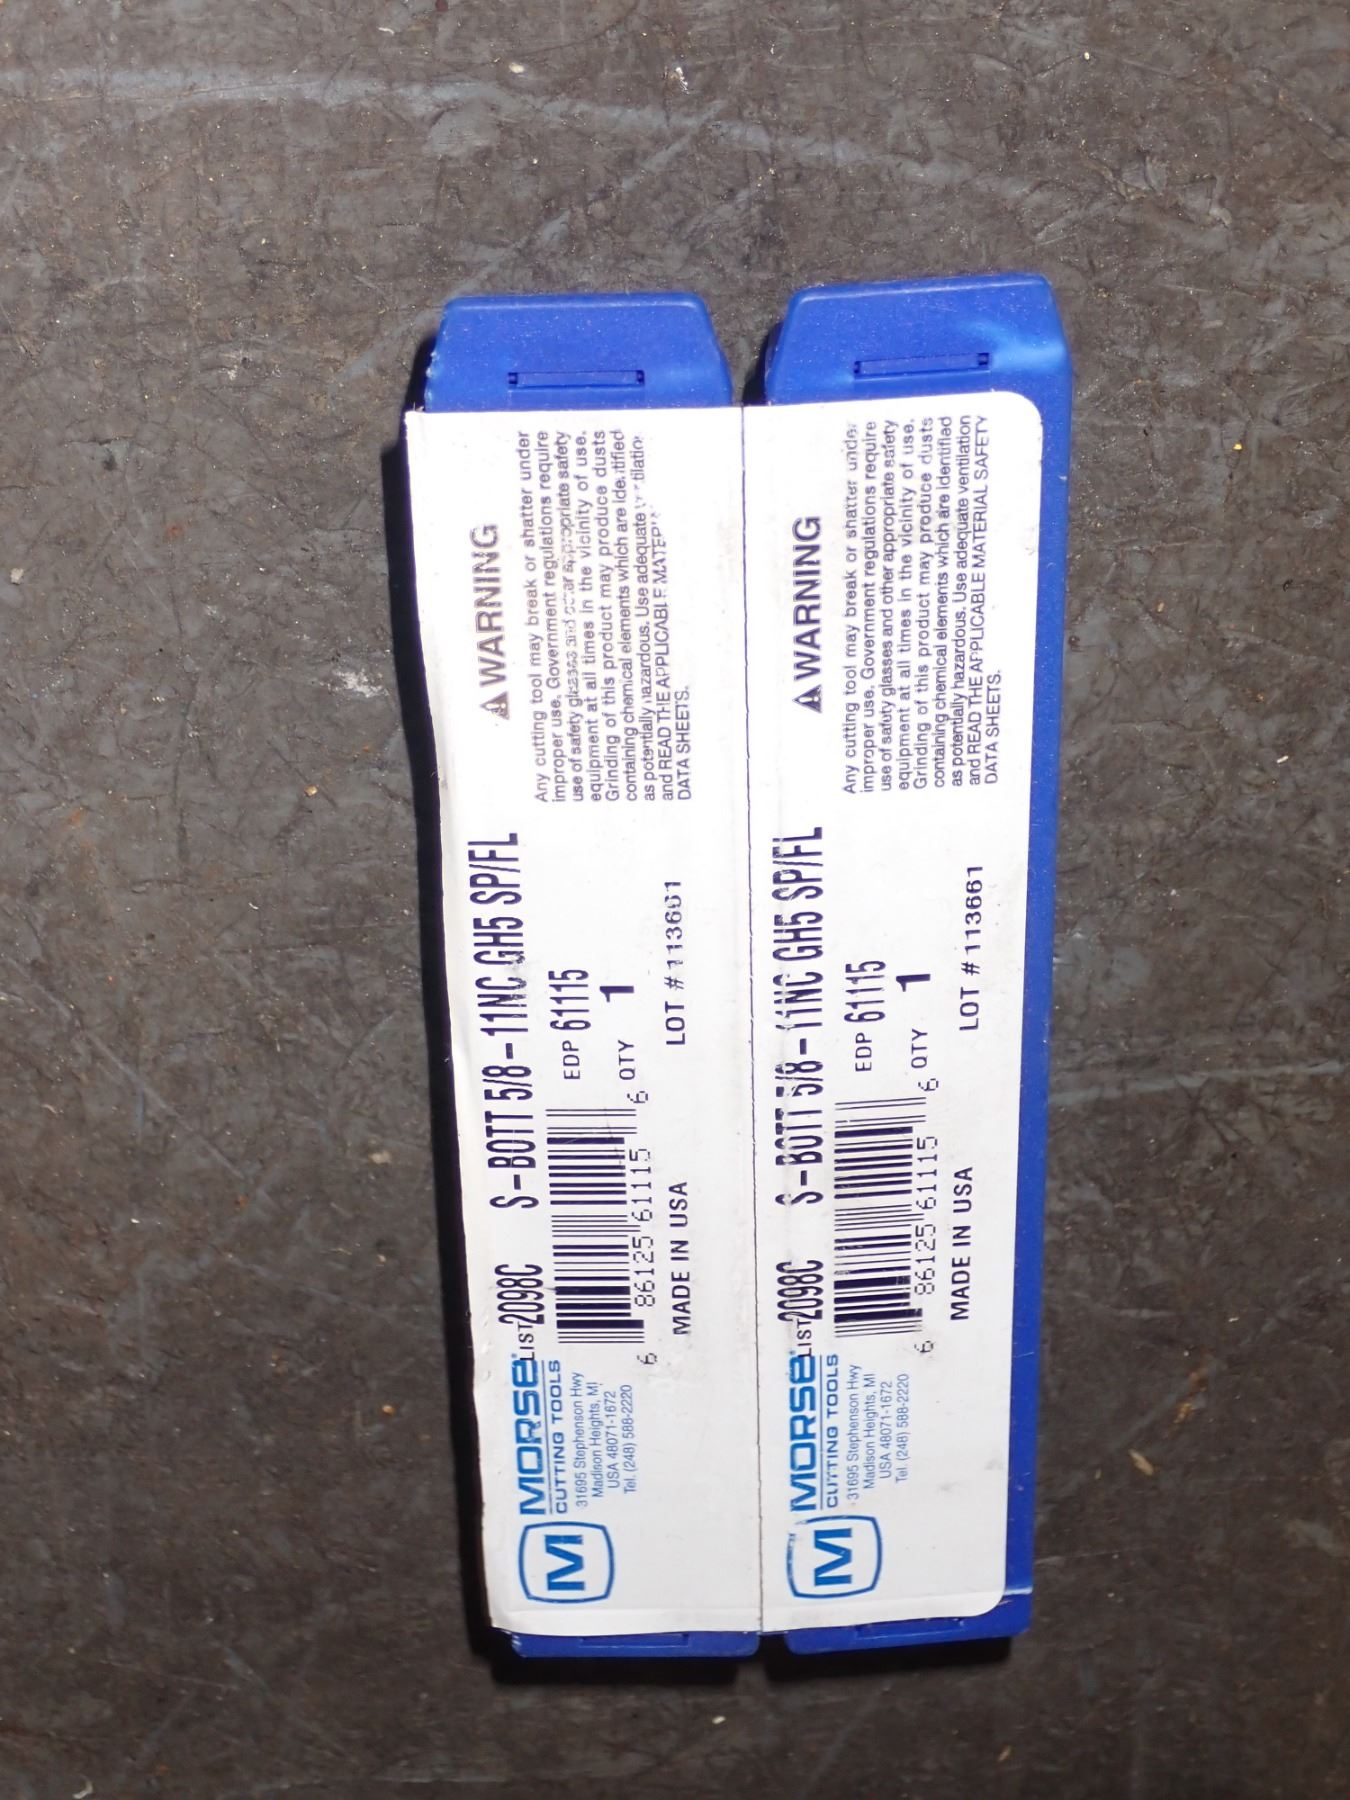 M MORSE®
CUTTING TOOLS
31695 Stephenson Hwy
Madison Heights, MI
USA 48071-1672
Tel. (248) 588-2220
LIST 2098C S-BOTT 5/8-11NC GH5 SP/FL
EDP 61115
QTY 1
6 86125 61115 6
MADE IN USA
LOT # 113661
WARNING
Any cutting tool may break or shatter under
improper use. Government regulations require
use of safety glasses and other appropriate safety
equipment at all times in the vicinity of use.
Grinding of this product may produce dusts
containing chemical elements which are identified
as potentially hazardous. Use adequate ventilation
and READ THE APPLICABLE MATERIAL
DATA SHEETS.
M MORSE®
CUTTING TOOLS
31695 Stephenson Hwy
Madison Heights, MI
USA 48071-1672
Tel. (248) 588-2220
LIST 2098C S-BOTT 5/8-11NC GH5 SP/FL
EDP 61115
QTY 1
6 86125 61115 6
MADE IN USA
LOT # 113661
WARNING
Any cutting tool may break or shatter under
improper use. Government regulations require
use of safety glasses and other appropriate safety
equipment at all times in the vicinity of use.
Grinding of this product may produce dusts
containing chemical elements which are identified
as potentially hazardous. Use adequate ventilation
and READ THE APPLICABLE MATERIAL SAFETY
DATA SHEETS.